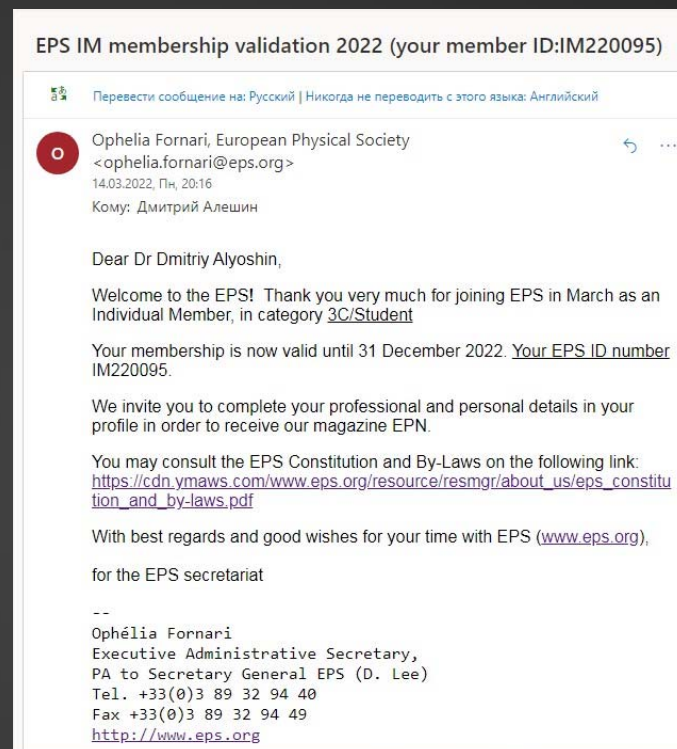 EPS IM membership validation 2022 (your member ID:IM220095)
Перевести сообщение на: Русский | Никогда не переводить с этого языка: Английский
O
Ophelia Fornari, European Physical Society
<ophelia.fornari@eps.org>
14.03.2022, Пн, 20:16
Кому: Дмитрий Алешин
Dear Dr Dmitriy Alyoshin,
Welcome to the EPS! Thank you very much for joining EPS in March as an
Individual Member, in category 3C/Student
Your membership is now valid until 31 December 2022. Your EPS ID number
IM220095.
We invite you to complete your professional and personal details in your
profile in order to receive our magazine EPN.
You may consult the EPS Constitution and By-Laws on the following link:
https://cdn.ymaws.com/www.eps.org/resource/resmgr/about_us/eps_constitu
tion_and_by-laws.pdf
With best regards and good wishes for your time with EPS (www.eps.org),
for the EPS secretariat
--
Ophélia Fornari
Executive Administrative Secretary,
PA to Secretary General EPS (D. Lee)
Tel. +33(0)3 89 32 94 40
Fax +33(0)3 89 32 94 49
http://www.eps.org